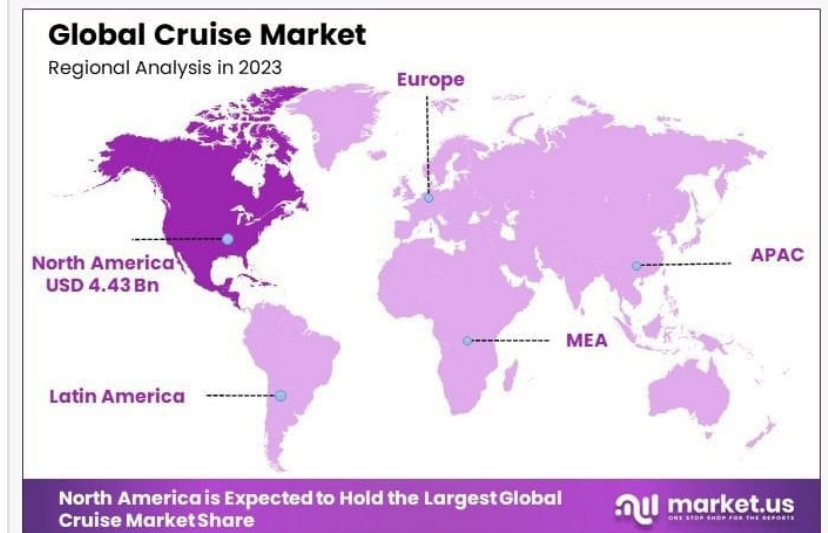 Global Cruise Market
Regional Analysis in 2023
Europe
North America
USD 4.43 Bn
APAC
MEA
Latin America
North America is Expected to Hold the Largest Global
Cruise Market Share
market.us
ONE STOP SHOP FOR THE REPORTS